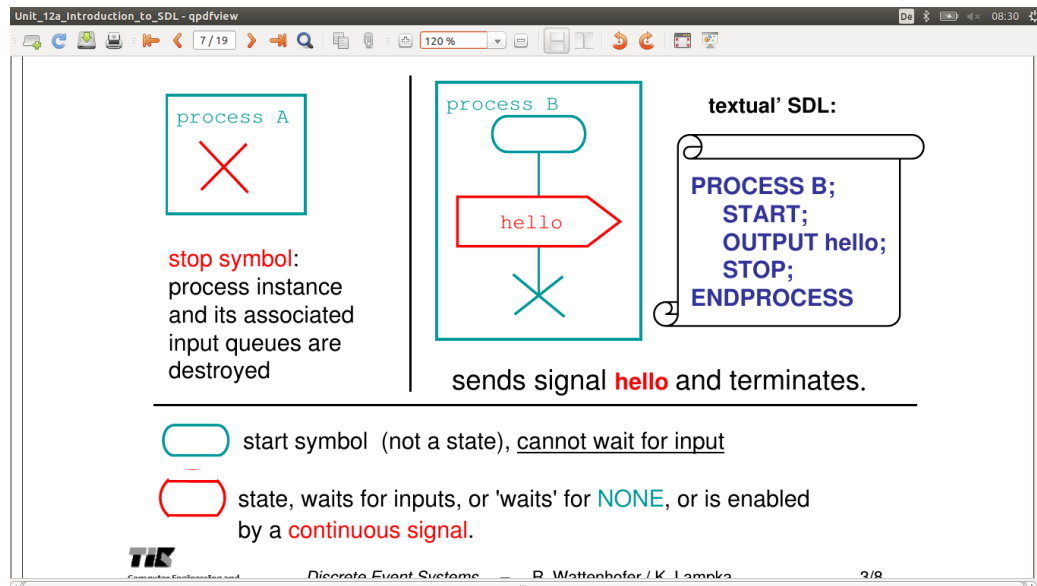 Unit_12a_Introduction_to_SDL - qpdfview
De
08:30
7/19
120 %
process A
stop symbol:
process instance
and its associated
input queues are
destroyed
process B
hello
textual' SDL:
PROCESS B;
START;
OUTPUT hello;
STOP;
ENDPROCESS
sends signal hello and terminates.
start symbol (not a state), cannot wait for input
state, waits for inputs, or 'waits' for NONE, or is enabled
by a continuous signal.
TIK
Computer Engineering and
Discrete Event Systems – R. Wattenhofer / K. Lampka
3/8